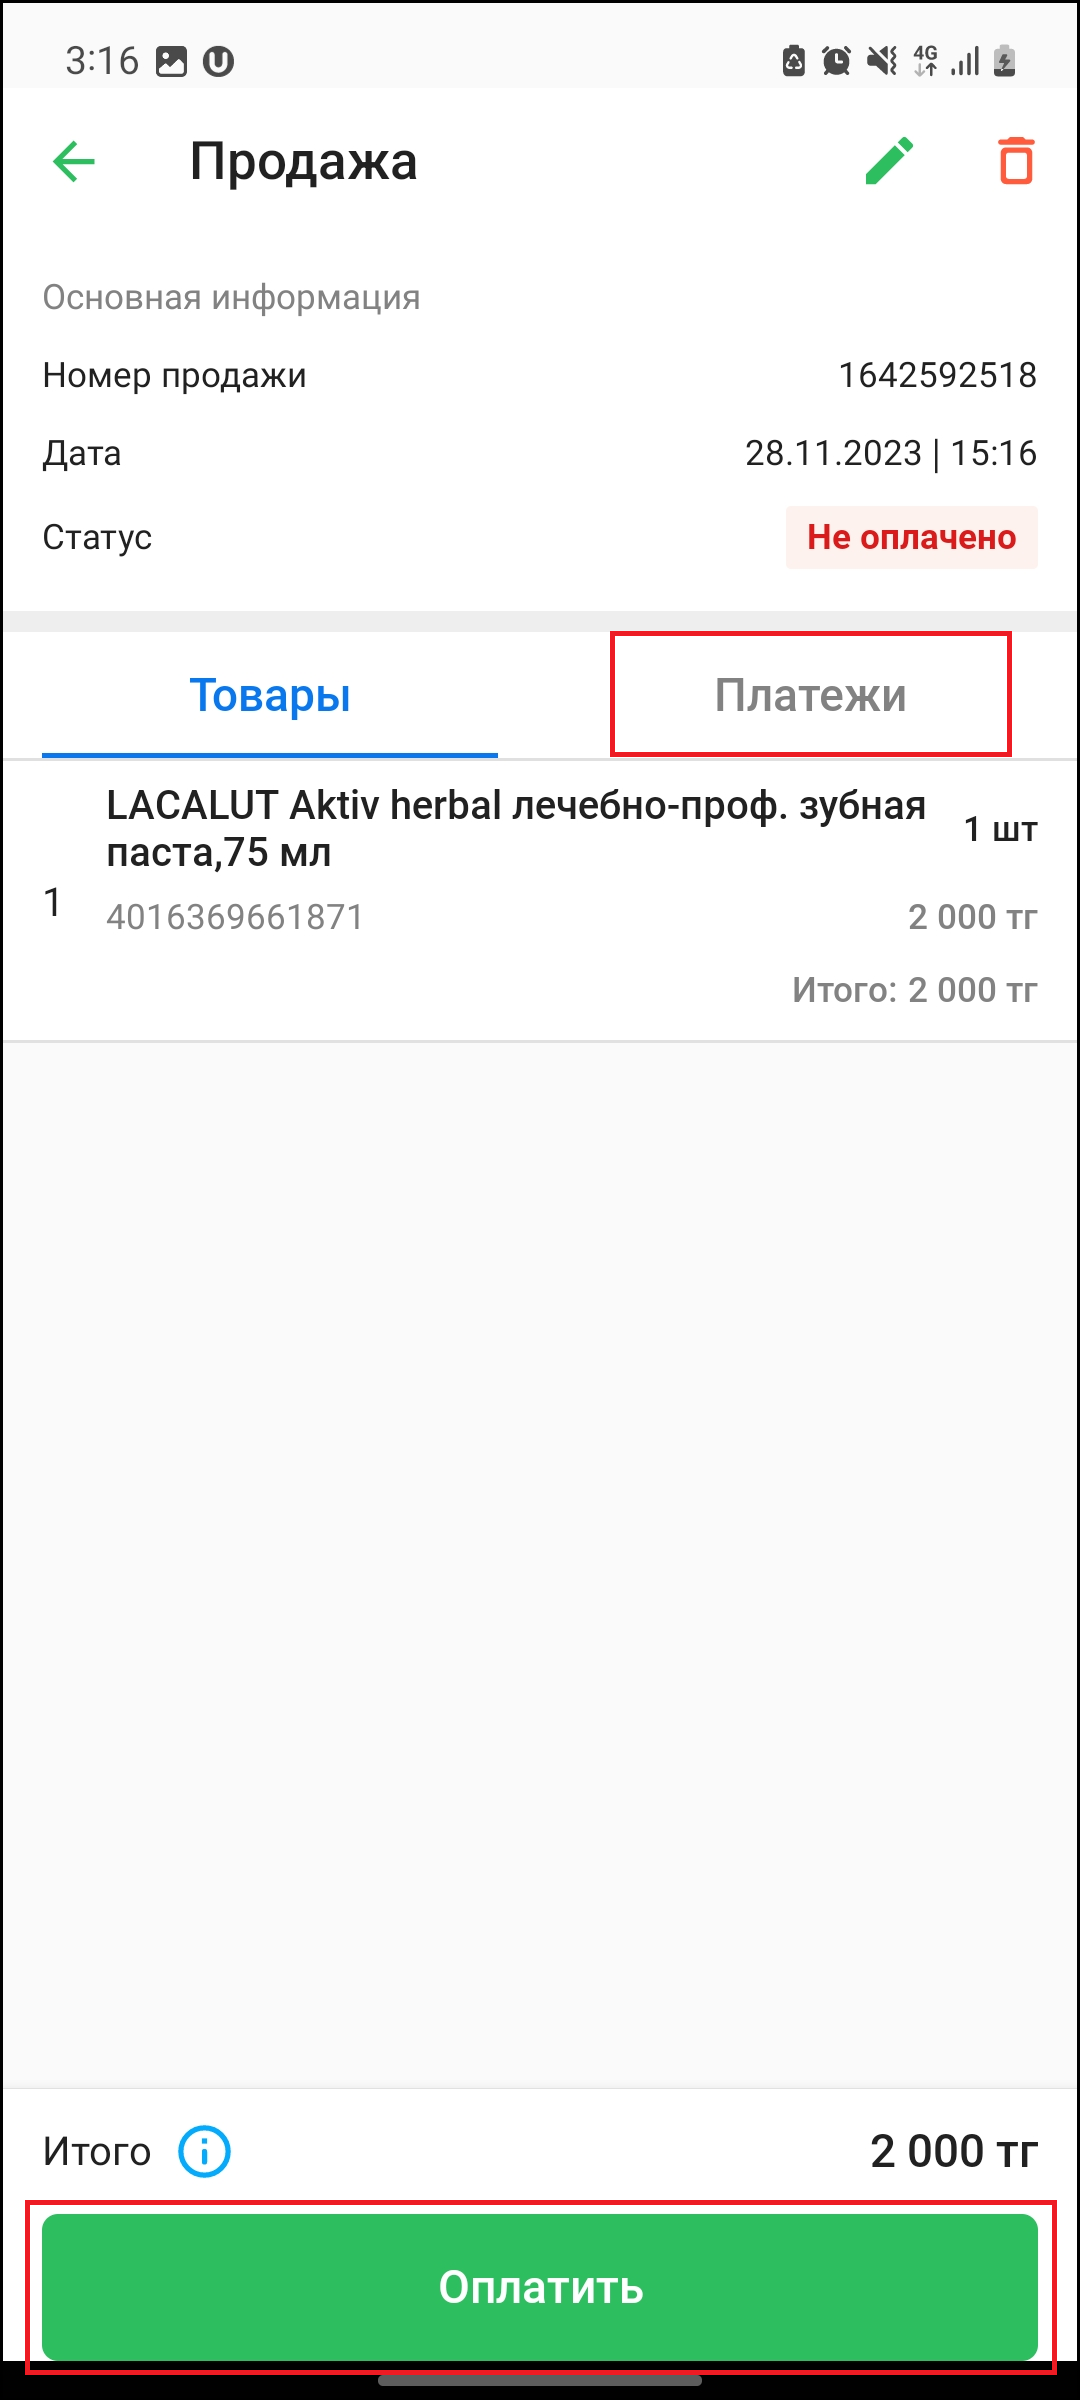 3:16
4G
Продажа
Основная информация
Номер продажи 1642592518
Дата 28.11.2023 | 15:16
Статус Не оплачено
Товары Платежи
LACALUT Aktiv herbal лечебно-проф. зубная
паста,75 мл
1 шт
1
4016369661871 2 000 тг
Итого: 2 000 тг
Итого 2 000 тг
Оплатить